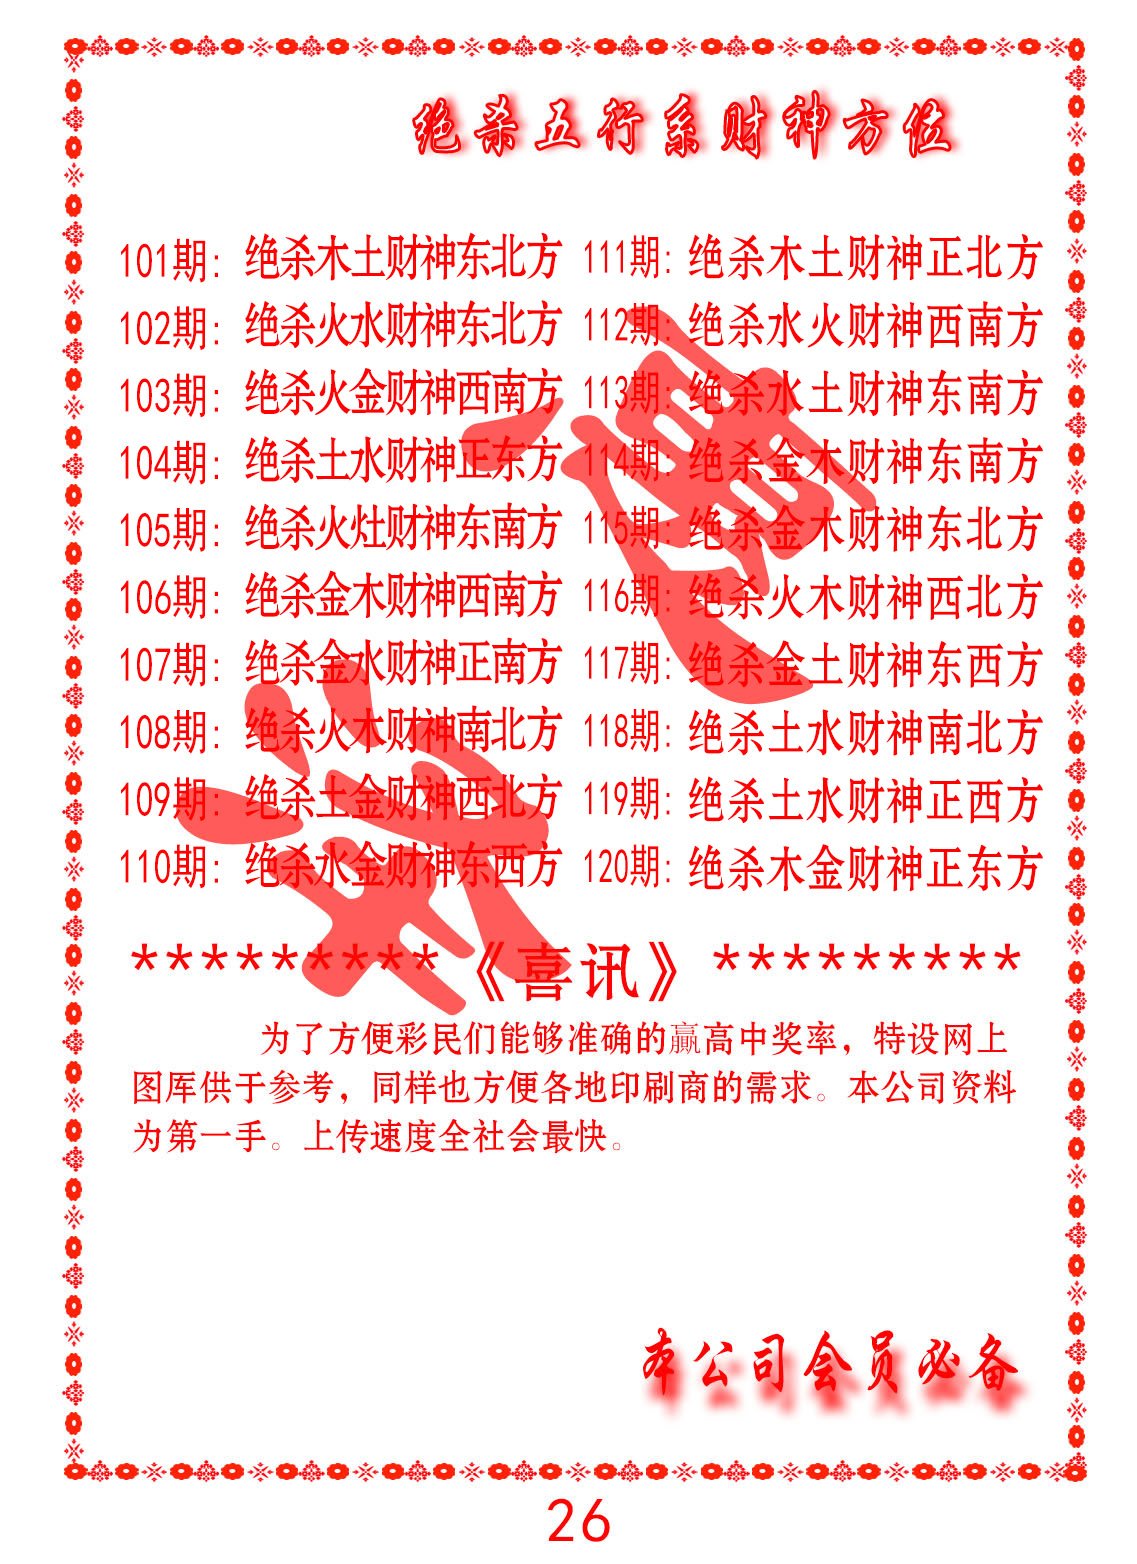 绝杀五行系财神方位
101期：绝杀木土财神东北方
102期：绝杀火水财神东北方
103期：绝杀火金财神西南方
104期：绝杀土水财神正东方
105期：绝杀火灶财神东南方
106期：绝杀金木财神西南方
107期：绝杀金水财神正南方
108期：绝杀火木财神南北方
109期：绝杀土金财神西北方
110期：绝杀水金财神东西方
111期：绝杀木土财神正北方
112期：绝杀水火财神西南方
113期：绝杀水土财神东南方
114期：绝杀金木财神东南方
115期：绝杀金木财神东北方
116期：绝杀火木财神西北方
117期：绝杀金土财神东西方
118期：绝杀土水财神南北方
119期：绝杀土水财神正西方
120期：绝杀木金财神正东方
*********《喜讯》*********
为了方便彩民们能够准确的赢高中奖率，特设网上
图库供于参考，同样也方便各地印刷商的需求。本公司资料
为第一手。上传速度全社会最快。
本公司会员必备
26